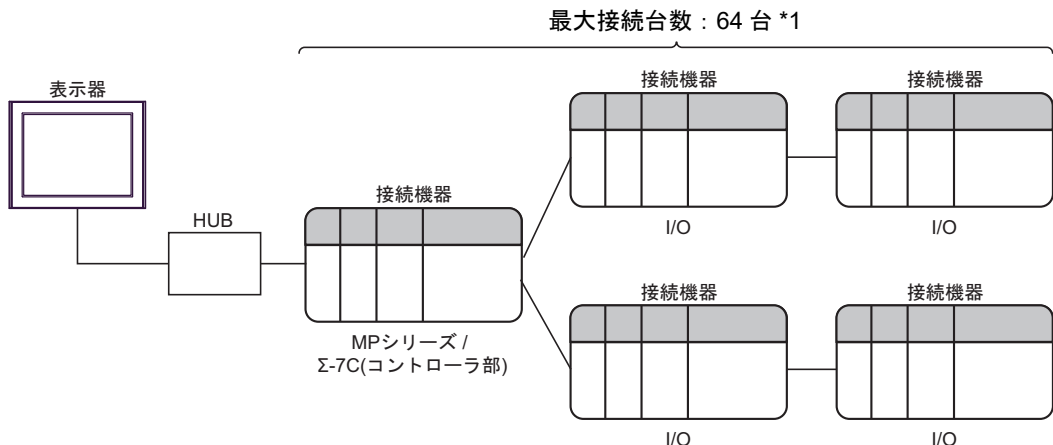 最大接続台数：64 台 *1
表示器
HUB
接続機器
MPシリーズ /
Σ-7C(コントローラ部)
接続機器
I/O
接続機器
I/O
接続機器
I/O
接続機器
I/O